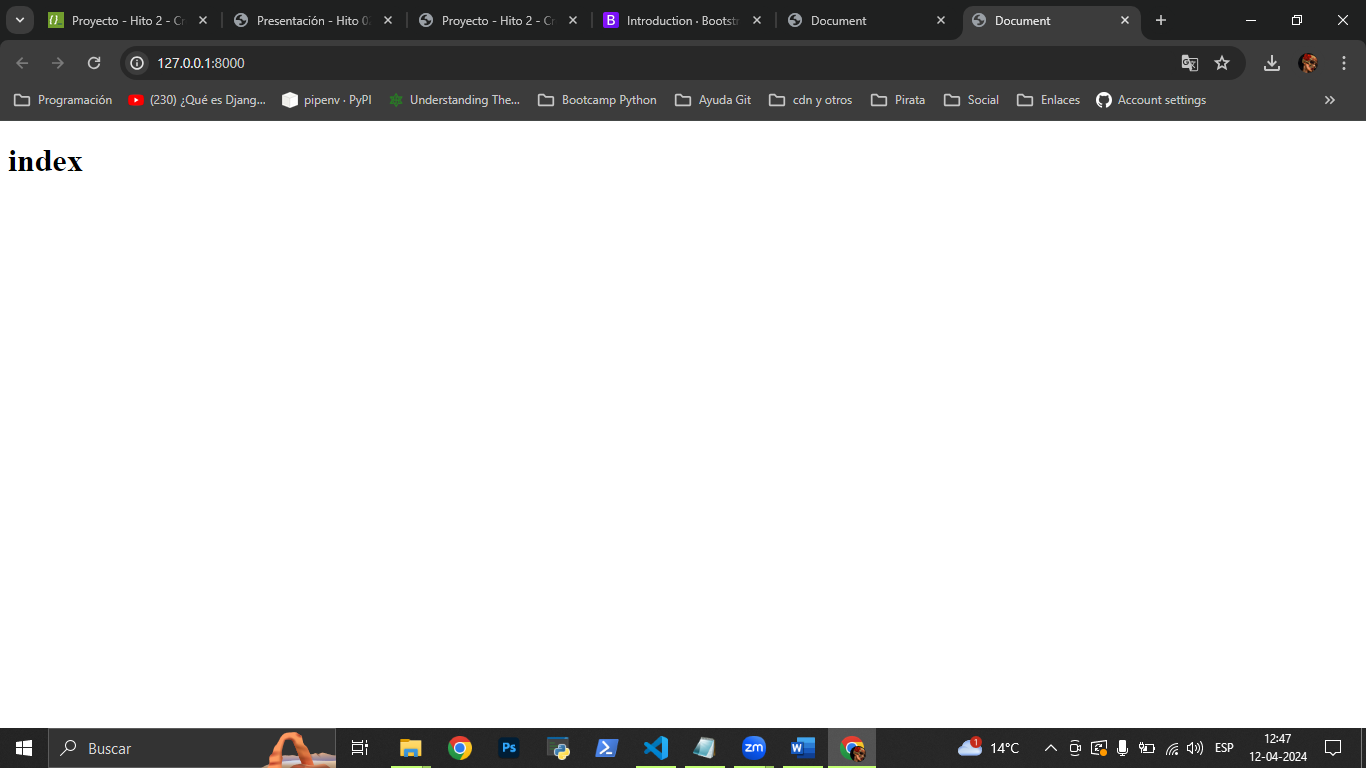 Proyecto - Hito 2 - Cr
Presentación - Hito 02
Proyecto - Hito 2 - Cr
Introduction · Bootstr
Document
Document
127.0.0.1:8000
Programación
(230) ¿Qué es Djang...
pipenv · PyPI
Understanding The...
Bootcamp Python
Ayuda Git
cdn y otros
Pirata
Social
Enlaces
Account settings
index
Buscar
Ps
zm
W
1
14°C
ESP
12:47
12-04-2024